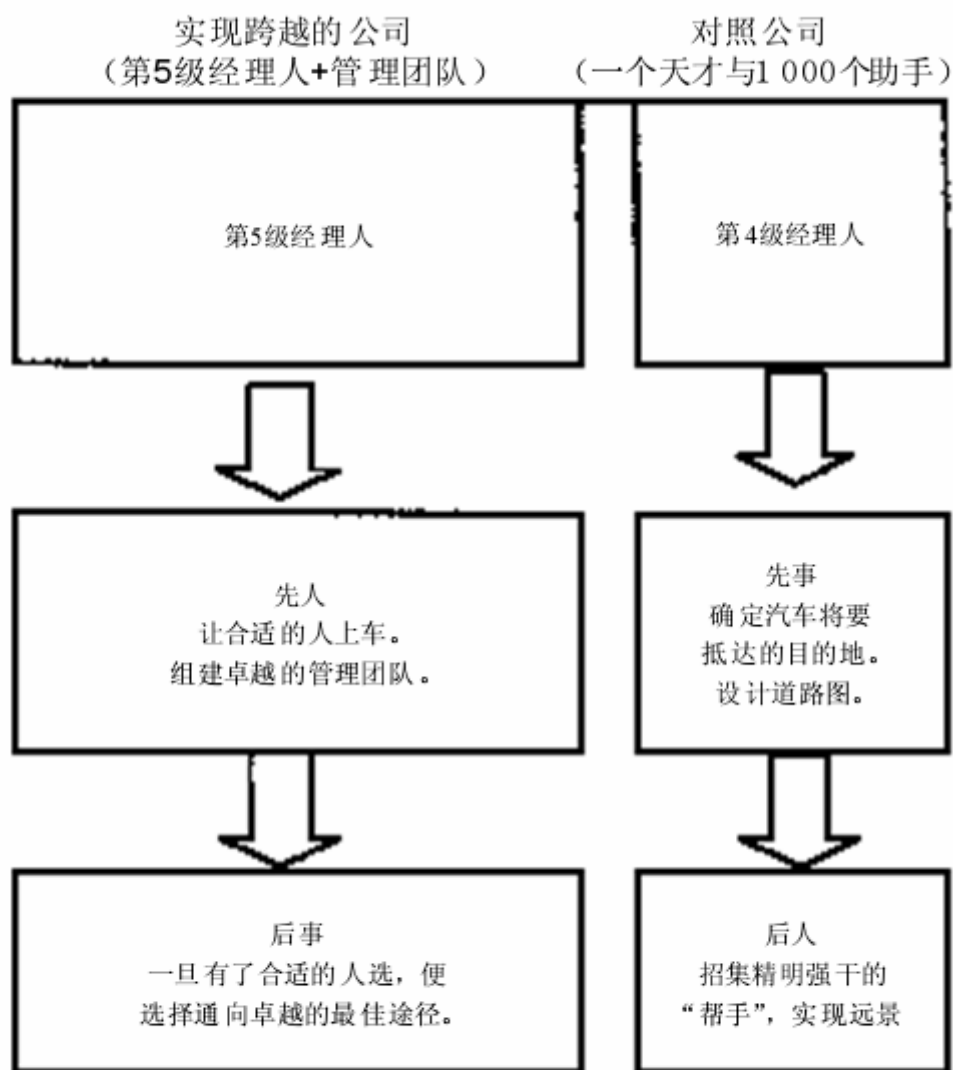 实现跨越的公司
（第5级经理人+管理团队）
对照公司
（一个天才与1 000个助手）
第5级经理人
第4级经理人
先人
让合适的人上车。
组建卓越的管理团队。
先事
确定汽车将要
抵达的目的地。
设计道路图。
后事
一旦有了合适的人选，便
选择通向卓越的最佳途径。
后人
招集精明强干的
“帮手”，实现远景